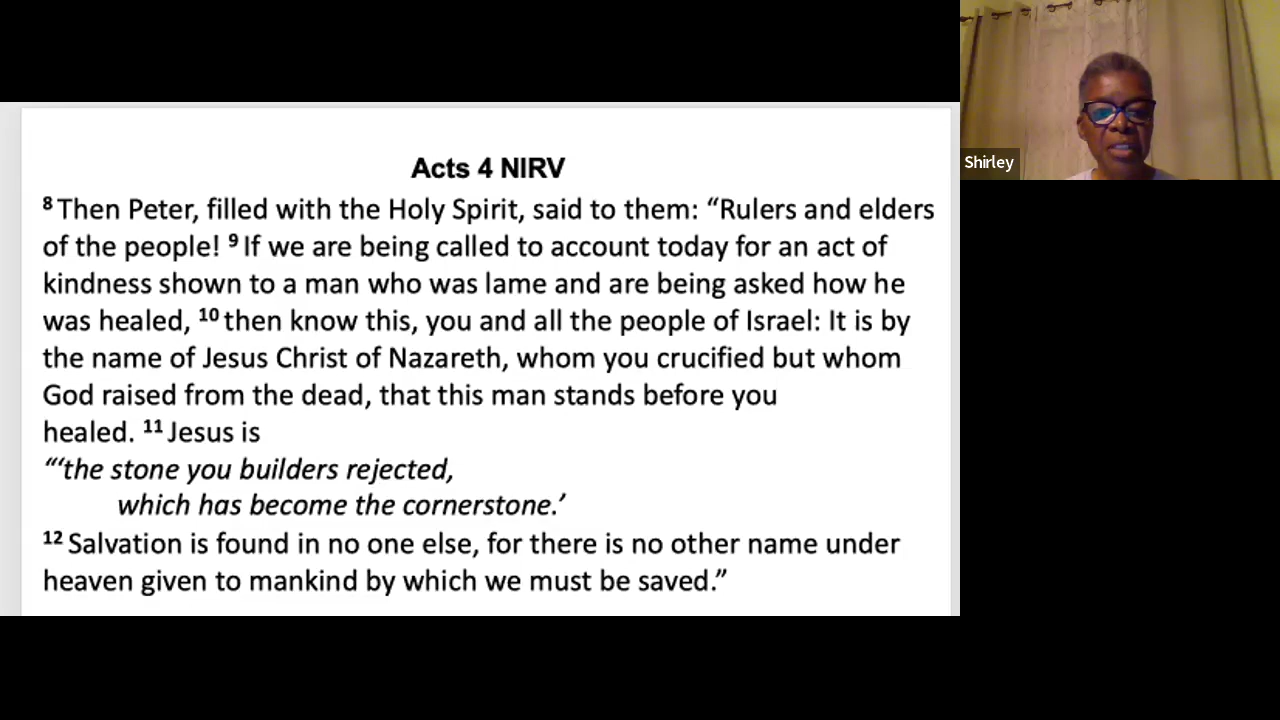 Acts 4 NIRV
8 Then Peter, filled with the Holy Spirit, said to them: “Rulers and elders
of the people! 9 If we are being called to account today for an act of
kindness shown to a man who was lame and are being asked how he
was healed, 10 then know this, you and all the people of Israel: It is by
the name of Jesus Christ of Nazareth, whom you crucified but whom
God raised from the dead, that this man stands before you
healed. 11 Jesus is
“‘the stone you builders rejected,
which has become the cornerstone.’
12 Salvation is found in no one else, for there is no other name under
heaven given to mankind by which we must be saved.”
Shirley